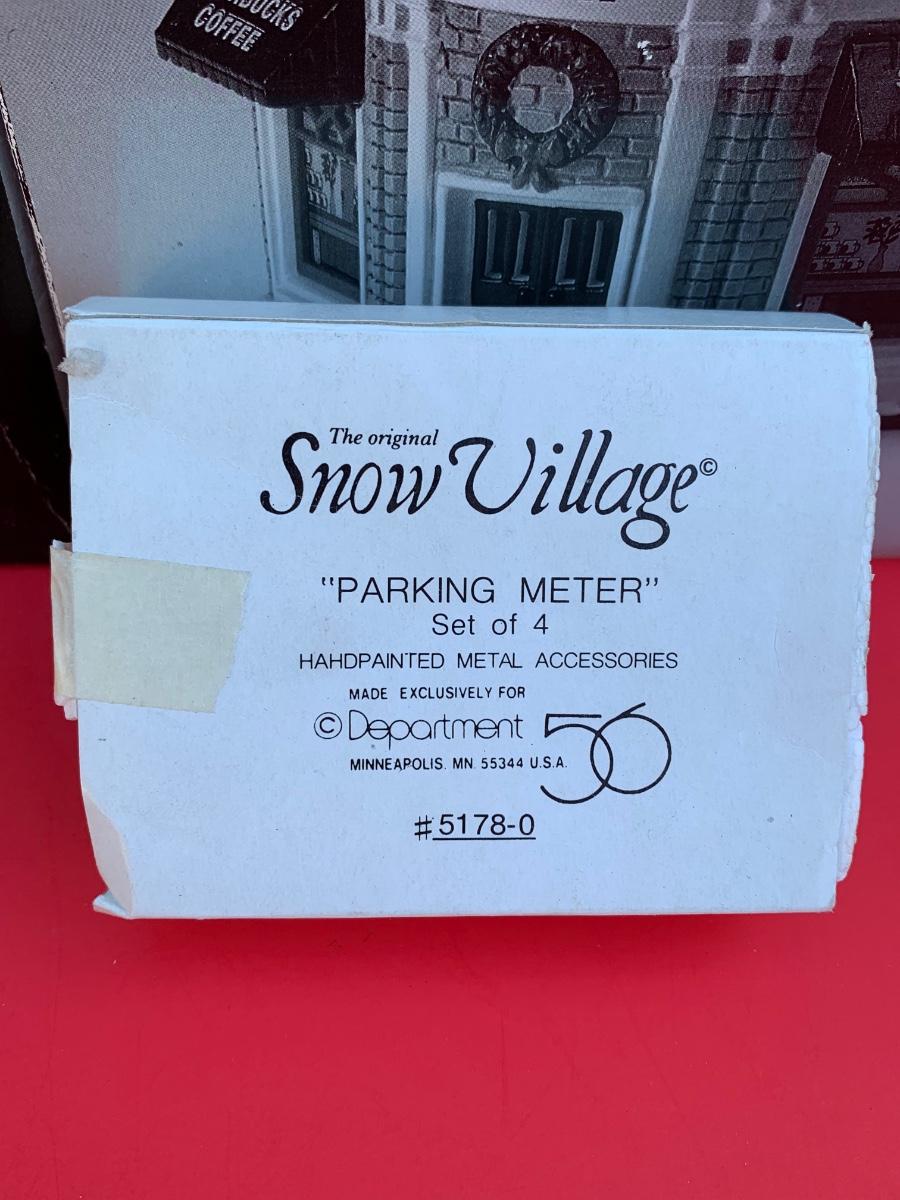 COFFEE
The original
Snow Village©
"PARKING METER"
Set of 4
HAHDPAINTED METAL ACCESSORIES
MADE EXCLUSIVELY FOR
© Department 56
MINNEAPOLIS. MN. 55344 U.S.A.
#5178-0